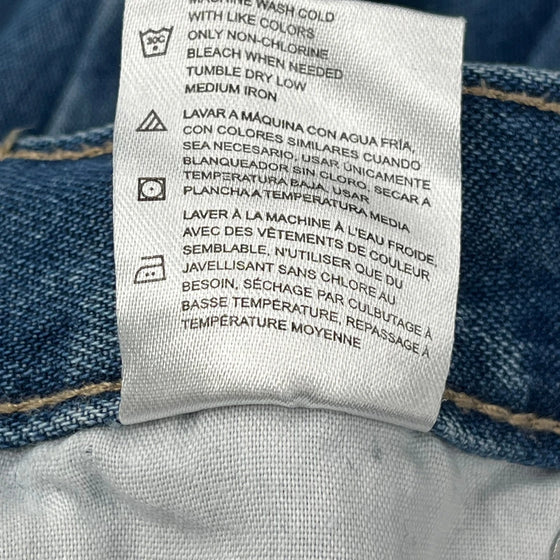 MACHINE WASH COLD
WITH LIKE COLORS
ONLY NON-CHLORINE
BLEACH WHEN NEEDED
TUMBLE DRY LOW
MEDIUM IRON
30C
LAVAR A MÁQUINA CON AGUA FRÍA,
CON COLORES SIMILARES CUANDO
SEA NECESARIO, USAR ÚNICAMENTE
BLANQUEADOR SIN CLORO, SECAR A
TEMPERATURA BAJA, USAR
PLANCHA A TEMPERATURA MEDIA
LAVER À LA MACHINE À L'EAU FROIDE,
AVEC DES VÊTEMENTS DE COULEUR
SEMBLABLE, N'UTILISER QUE DU
JAVELLISANT SANS CHLORE AU
BESOIN, SÉCHAGE PAR CULBUTAGE À
BASSE TEMPÉRATURE, REPASSAGE À
TEMPÉRATURE MOYENNE